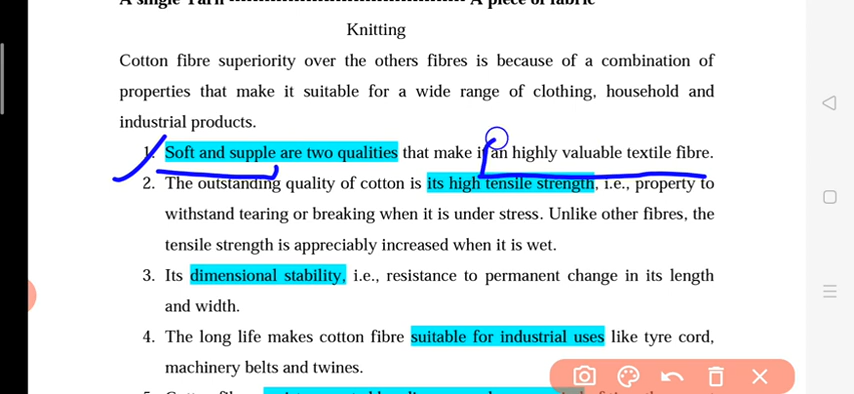 A single Yarn ---------------------------------------- A piece of fabric
Knitting
Cotton fibre superiority over the others fibres is because of a combination of
properties that make it suitable for a wide range of clothing, household and
industrial products.
1. Soft and supple are two qualities that make it an highly valuable textile fibre.
2. The outstanding quality of cotton is its high tensile strength, i.e., property to
withstand tearing or breaking when it is under stress. Unlike other fibres, the
tensile strength is appreciably increased when it is wet.
3. Its dimensional stability, i.e., resistance to permanent change in its length
and width.
4. The long life makes cotton fibre suitable for industrial uses like tyre cord,
machinery belts and twines.